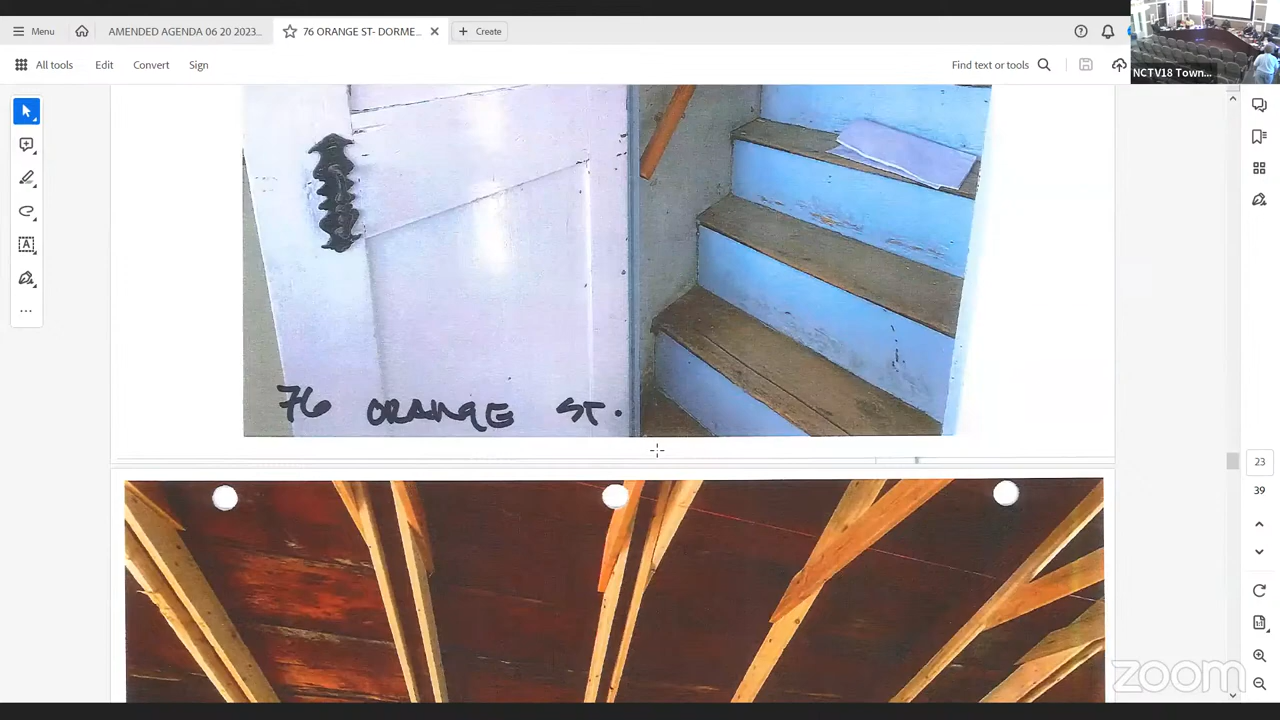 Menu
AMENDED AGENDA 06 20 2023...
76 ORANGE ST- DORME...
Create
All tools
Edit
Convert
Sign
Find text or tools
NCTV18 Town...
76 ORANGE ST.
23
39
zoom